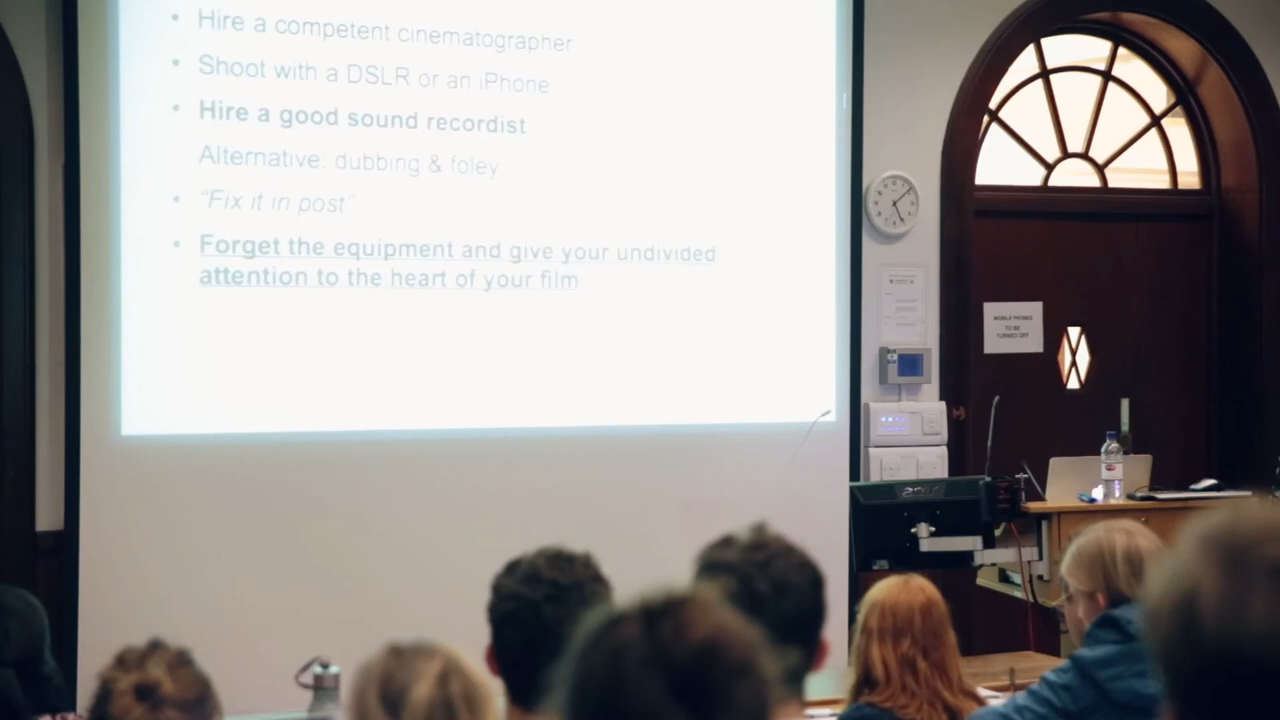 • Hire a competent cinematographer
• Shoot with a DSLR or an iPhone
• Hire a good sound recordist
Alternative: dubbing & foley
• "Fix it in post"
• Forget the equipment and give your undivided
attention to the heart of your film
MOBILE PHONES
TO BE
TURNED OFF